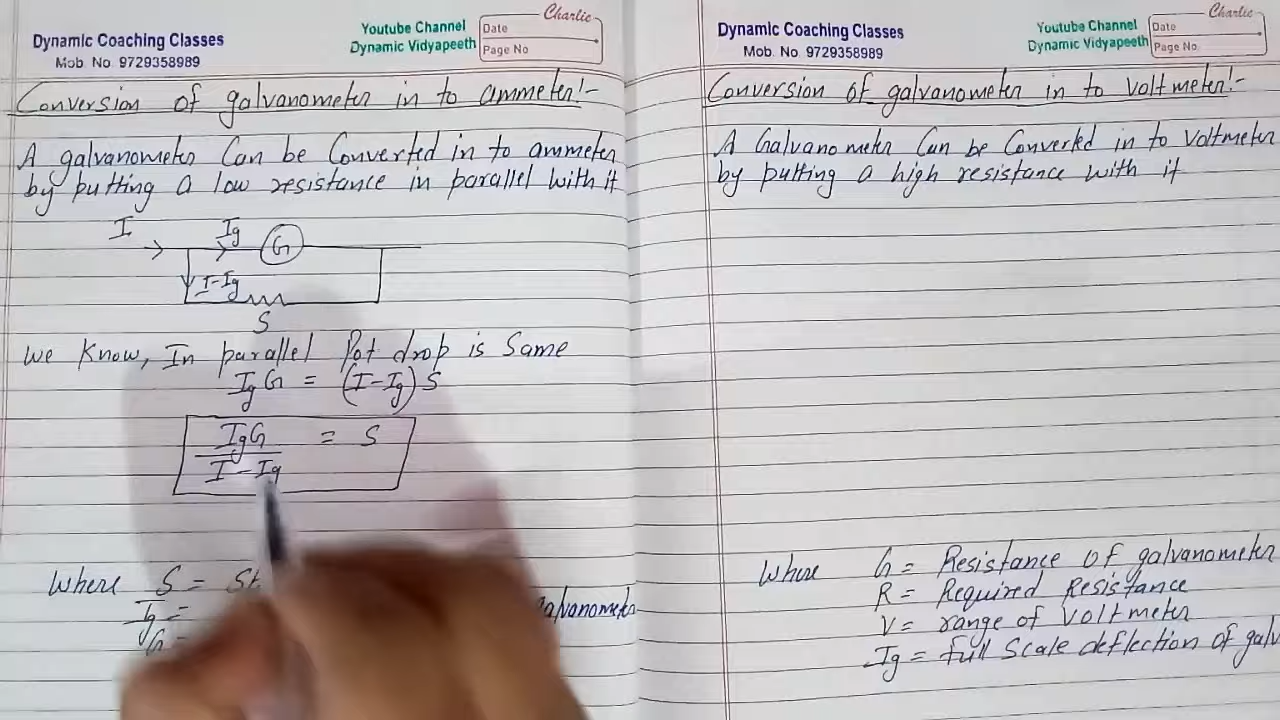 Dynamic Coaching Classes
Mob. No. 9729358989
Youtube Channel
Dynamic Vidyapeeth
Charlie
Date
Page No
Conversion of galvanometer in to ammeter!-
A galvanometer Can be Converted in to ammeter
by putting a low resistance in parallel with it
I
Ig
G
I-Ig
S
We Know, In parallel Pot drop is Same
IgG = (I-Ig) S
IgG = S
I-Ig
Where S =
Ig =
galvanometer
G =
Dynamic Coaching Classes
Mob. No. 9729358989
Youtube Channel
Dynamic Vidyapeeth
Charlie
Date
Page No
Conversion of galvanometer in to voltmeter!-
A Galvanometer Can be Converted in to Voltmeter
by putting a high resistance with it
Where G = Resistance of galvanometer
R = Required Resistance
V = range of Voltmeter
Ig = full Scale deflection of galv